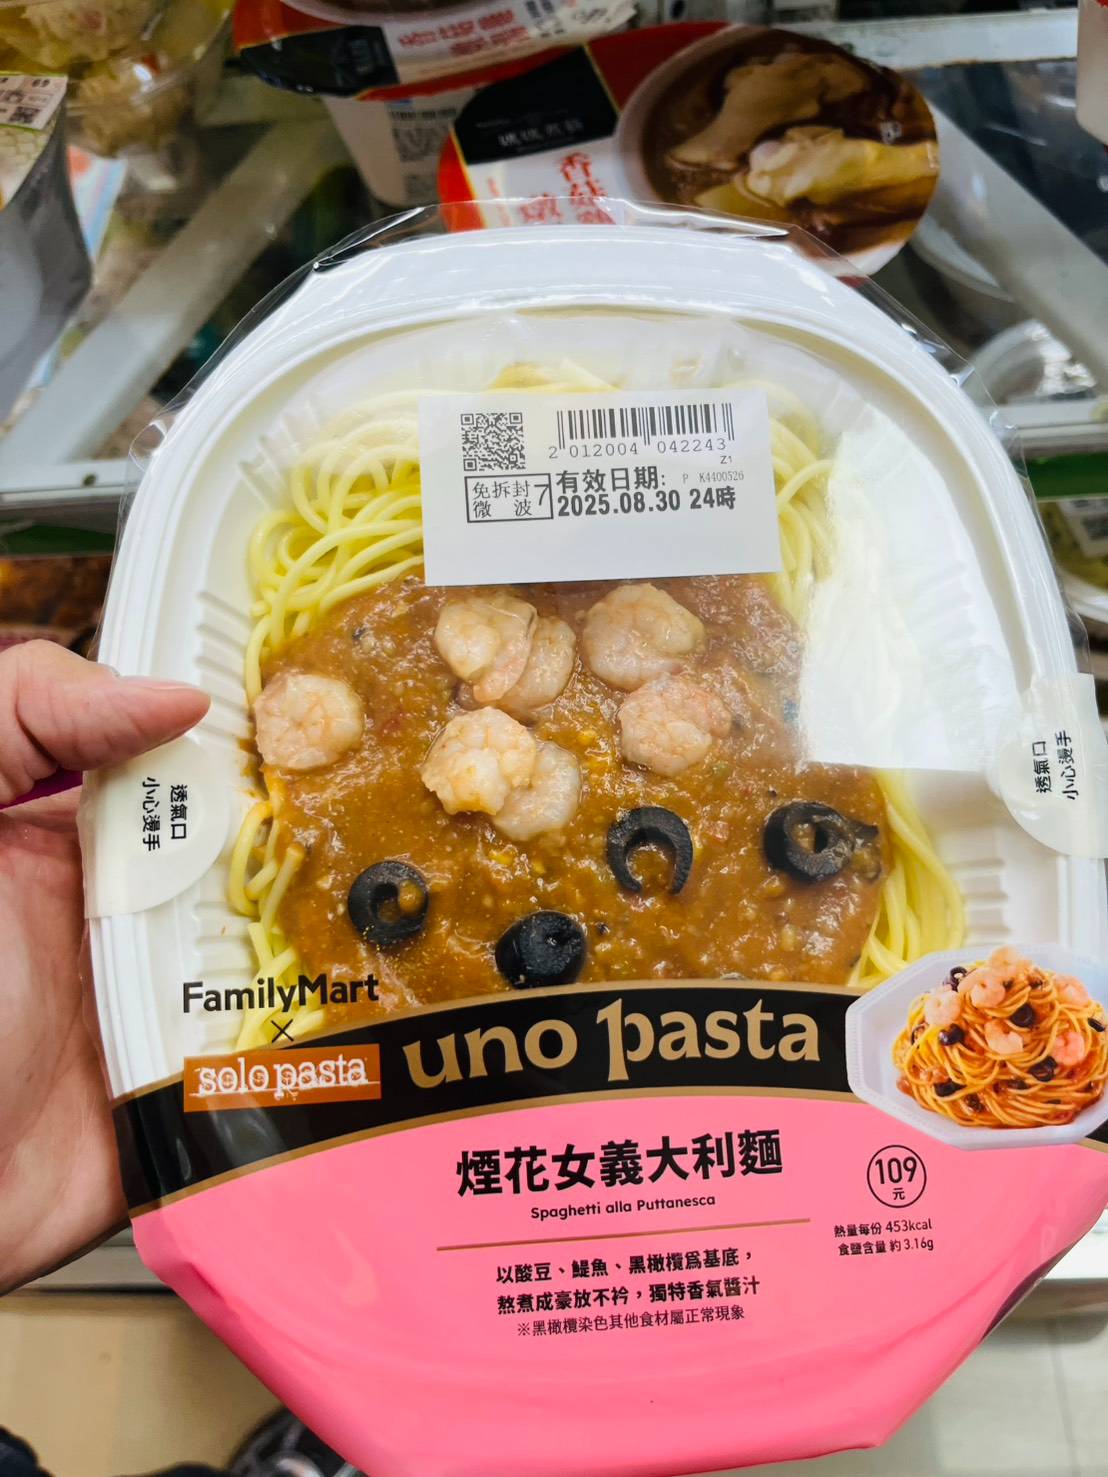 香菇雞
2 012004 042243
Z1
免拆封
微 波
7
有效日期: P K4400526
2025.08.30 24時
透氣口
小心燙手
透氣口
小心燙手
FamilyMart
×
solo pasta
uno pasta
煙花女義大利麵
Spaghetti alla Puttanesca
109
元
熱量每份 453kcal
食鹽含量 約 3.16g
以酸豆、鯷魚、黑橄欖為基底，
熬煮成豪放不衿，獨特香氣醬汁
※黑橄欖染色其他食材屬正常現象